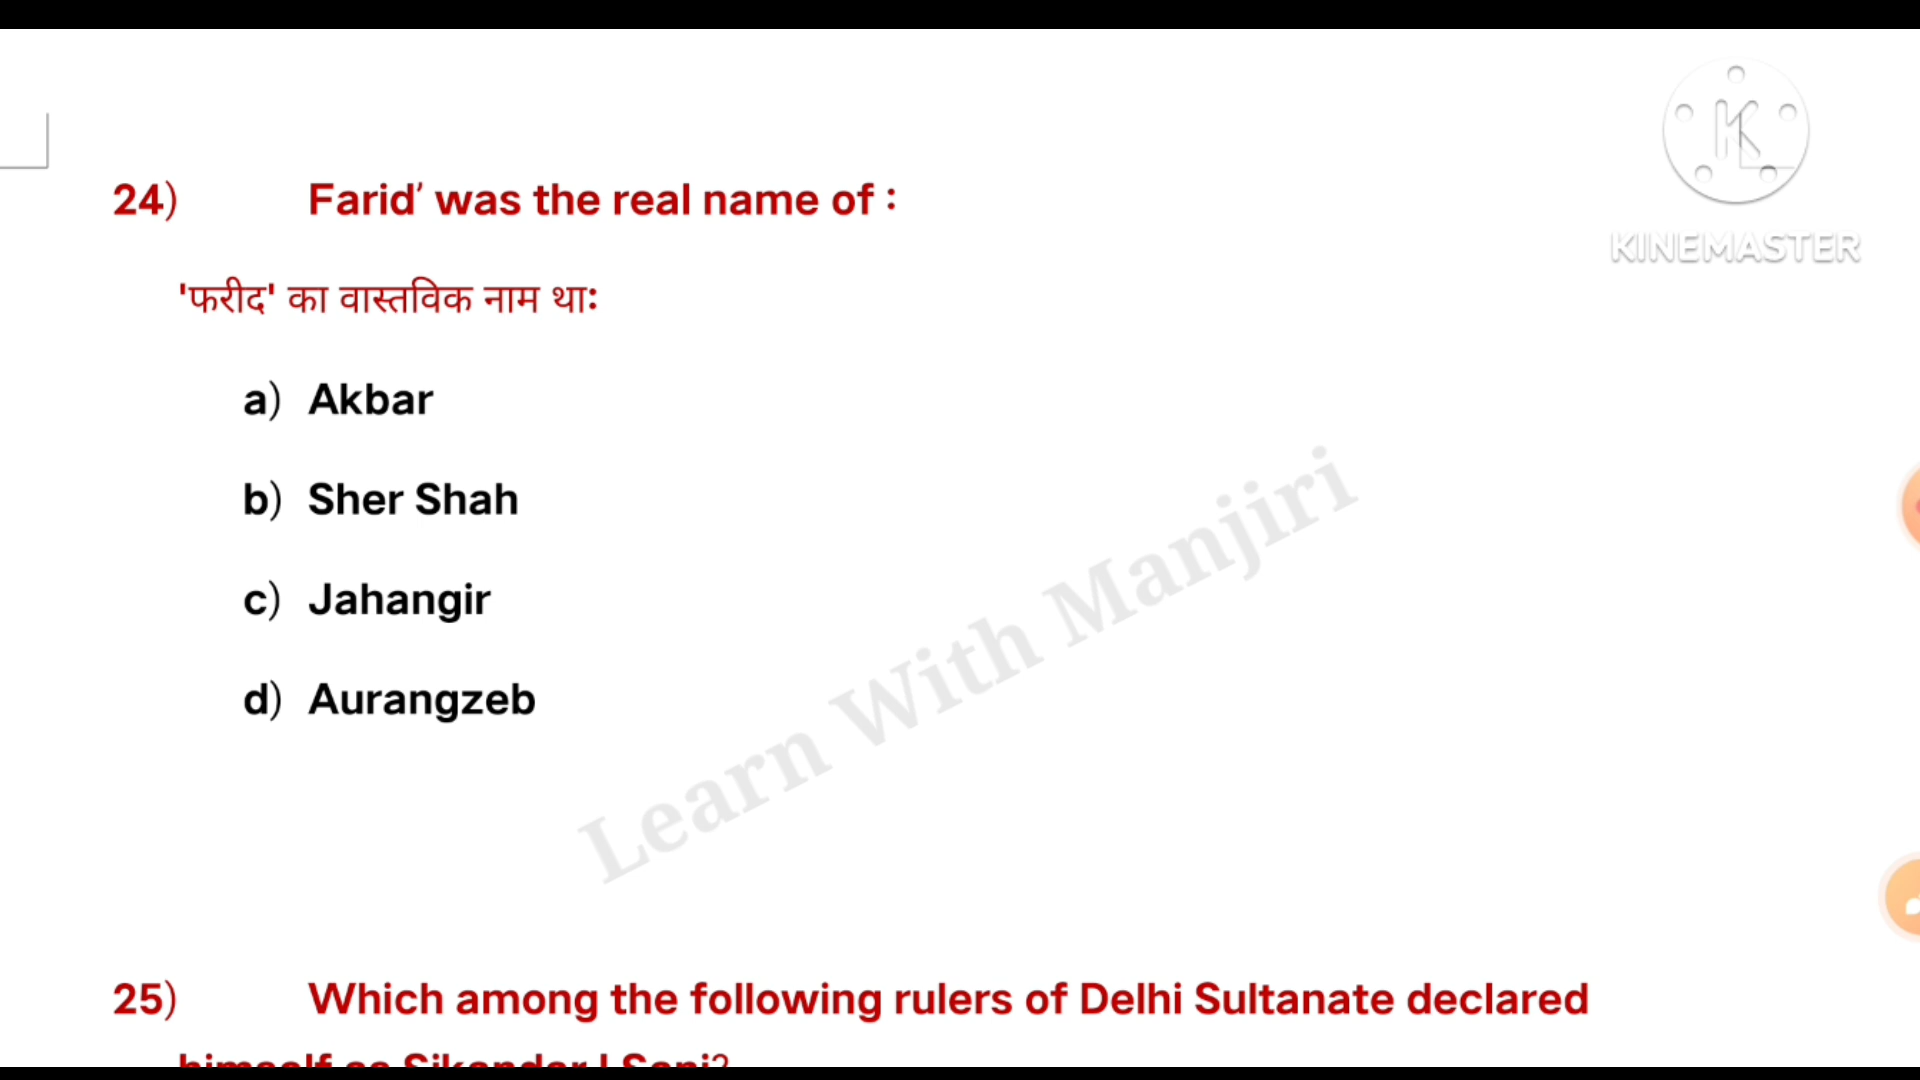 KINEMASTER
24) Farid’ was the real name of :
'फरीद' का वास्तविक नाम थाः
a) Akbar
b) Sher Shah
c) Jahangir
d) Aurangzeb
Learn With Manjiri
25) Which among the following rulers of Delhi Sultanate declared
himself as Sikander I Sani?